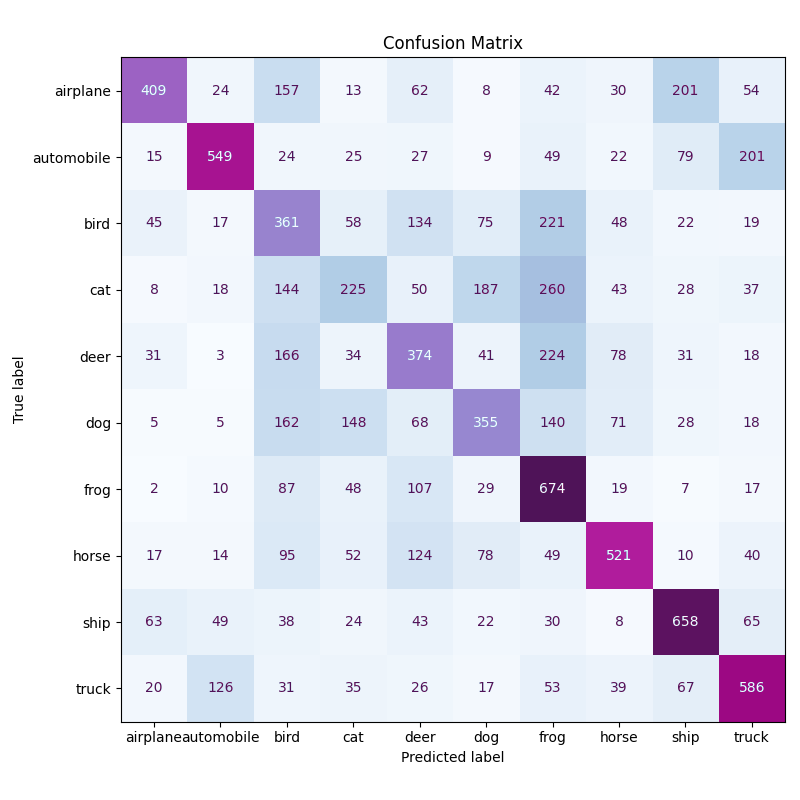 Confusion Matrix
airplane 409 24 157 13 62 8 42 30 201 54
automobile 15 549 24 25 27 9 49 22 79 201
bird 45 17 361 58 134 75 221 48 22 19
cat 8 18 144 225 50 187 260 43 28 37
deer 31 3 166 34 374 41 224 78 31 18
dog 5 5 162 148 68 355 140 71 28 18
frog 2 10 87 48 107 29 674 19 7 17
horse 17 14 95 52 124 78 49 521 10 40
ship 63 49 38 24 43 22 30 8 658 65
truck 20 126 31 35 26 17 53 39 67 586
True label
airplane automobile bird cat deer dog frog horse ship truck
Predicted label